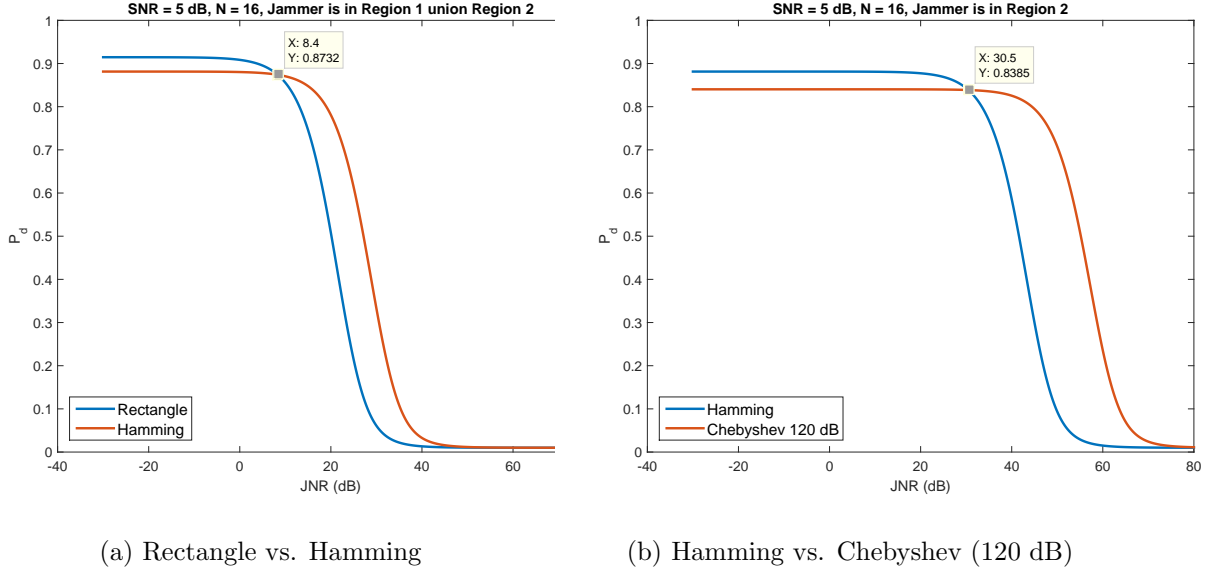 SNR = 5 dB, N = 16, Jammer is in Region 1 union Region 2
1
0.9
0.8
0.7
0.6
0.5
0.4
0.3
0.2
0.1
0
P_d
X: 8.4
Y: 0.8732
Rectangle
Hamming
-40 -20 0 20 40 60
JNR (dB)
(a) Rectangle vs. Hamming
SNR = 5 dB, N = 16, Jammer is in Region 2
1
0.9
0.8
0.7
0.6
0.5
0.4
0.3
0.2
0.1
0
P_d
X: 30.5
Y: 0.8385
Hamming
Chebyshev 120 dB
-40 -20 0 20 40 60 80
JNR (dB)
(b) Hamming vs. Chebyshev (120 dB)